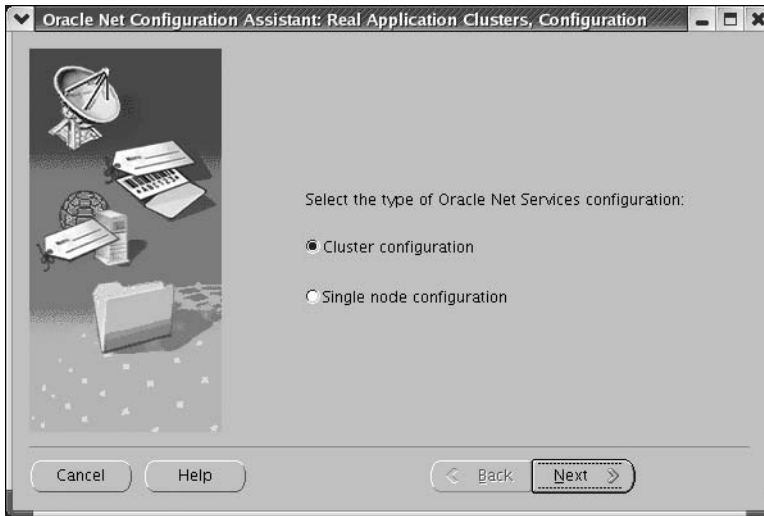 Oracle Net Configuration Assistant: Real Application Clusters, Configuration
Select the type of Oracle Net Services configuration:
Cluster configuration
Single node configuration
Cancel
Help
Back
Next